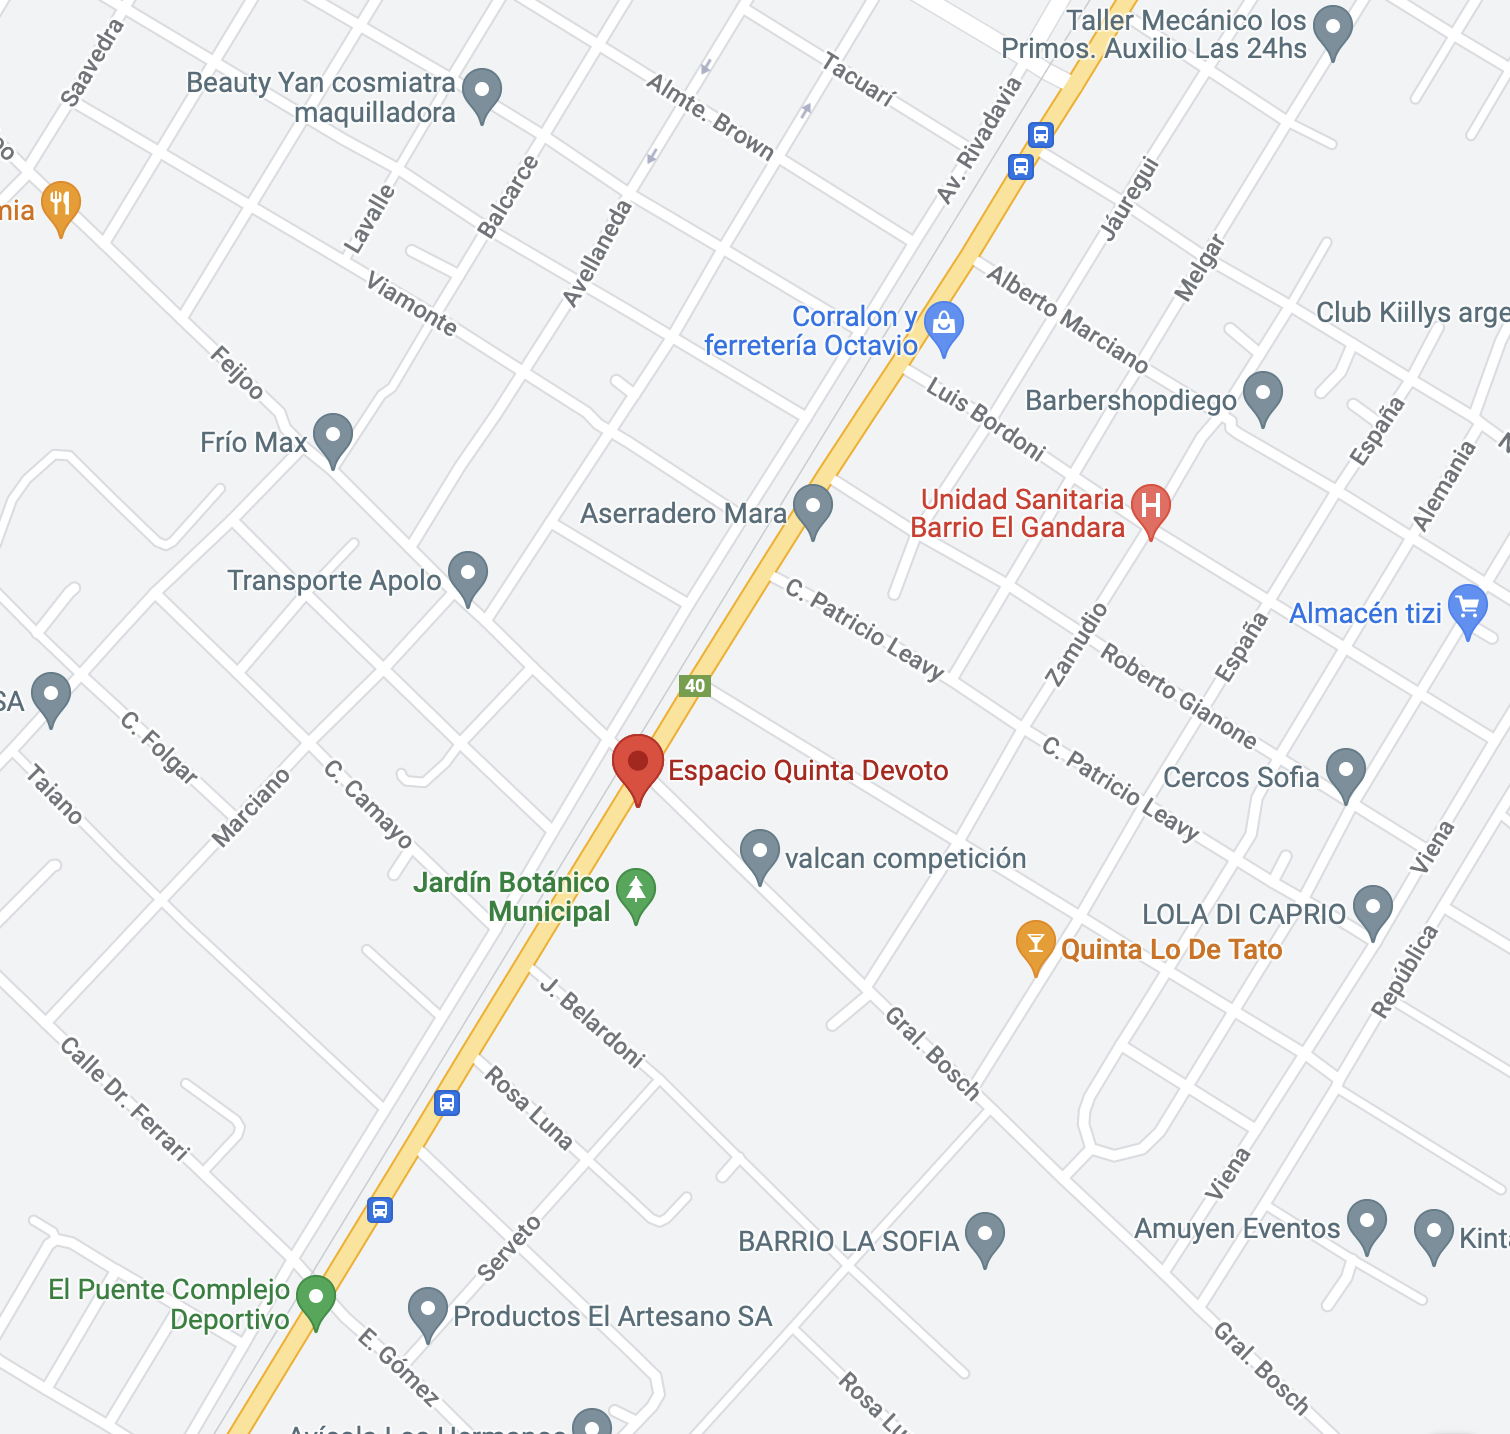 Saavedra
Taller Mecánico los
Primos. Auxilio Las 24hs
Tacuarí
Beauty Yan cosmiatra
maquilladora
Almte. Brown
Av. Rivadavia
Lavalle
Balcarce
Avellaneda
Jáuregui
Melgar
mia
Viamonte
Alberto Marciano
Club Kiillys arge
Corralon y
ferretería Octavio
Feijoo
Luis Bordoni
Barbershopdiego
España
Frío Max
Alemania
Aserradero Mara
Unidad Sanitaria
Barrio El Gandara
H
Transporte Apolo
C. Patricio Leavy
Zamudio
España
Almacén tizi
Roberto Gianone
40
SA
C. Folgar
Taiano
Marciano
C. Camayo
Espacio Quinta Devoto
C. Patricio Leavy
Cercos Sofia
Viena
valcan competición
Jardín Botánico
Municipal
LOLA DI CAPRIO
Quinta Lo De Tato
República
J. Belardoni
Gral. Bosch
Calle Dr. Ferrari
Rosa Luna
Viena
Serveto
BARRIO LA SOFIA
Amuyen Eventos
Kinta
El Puente Complejo
Deportivo
Productos El Artesano SA
E. Gómez
Gral. Bosch
Rosa Lu